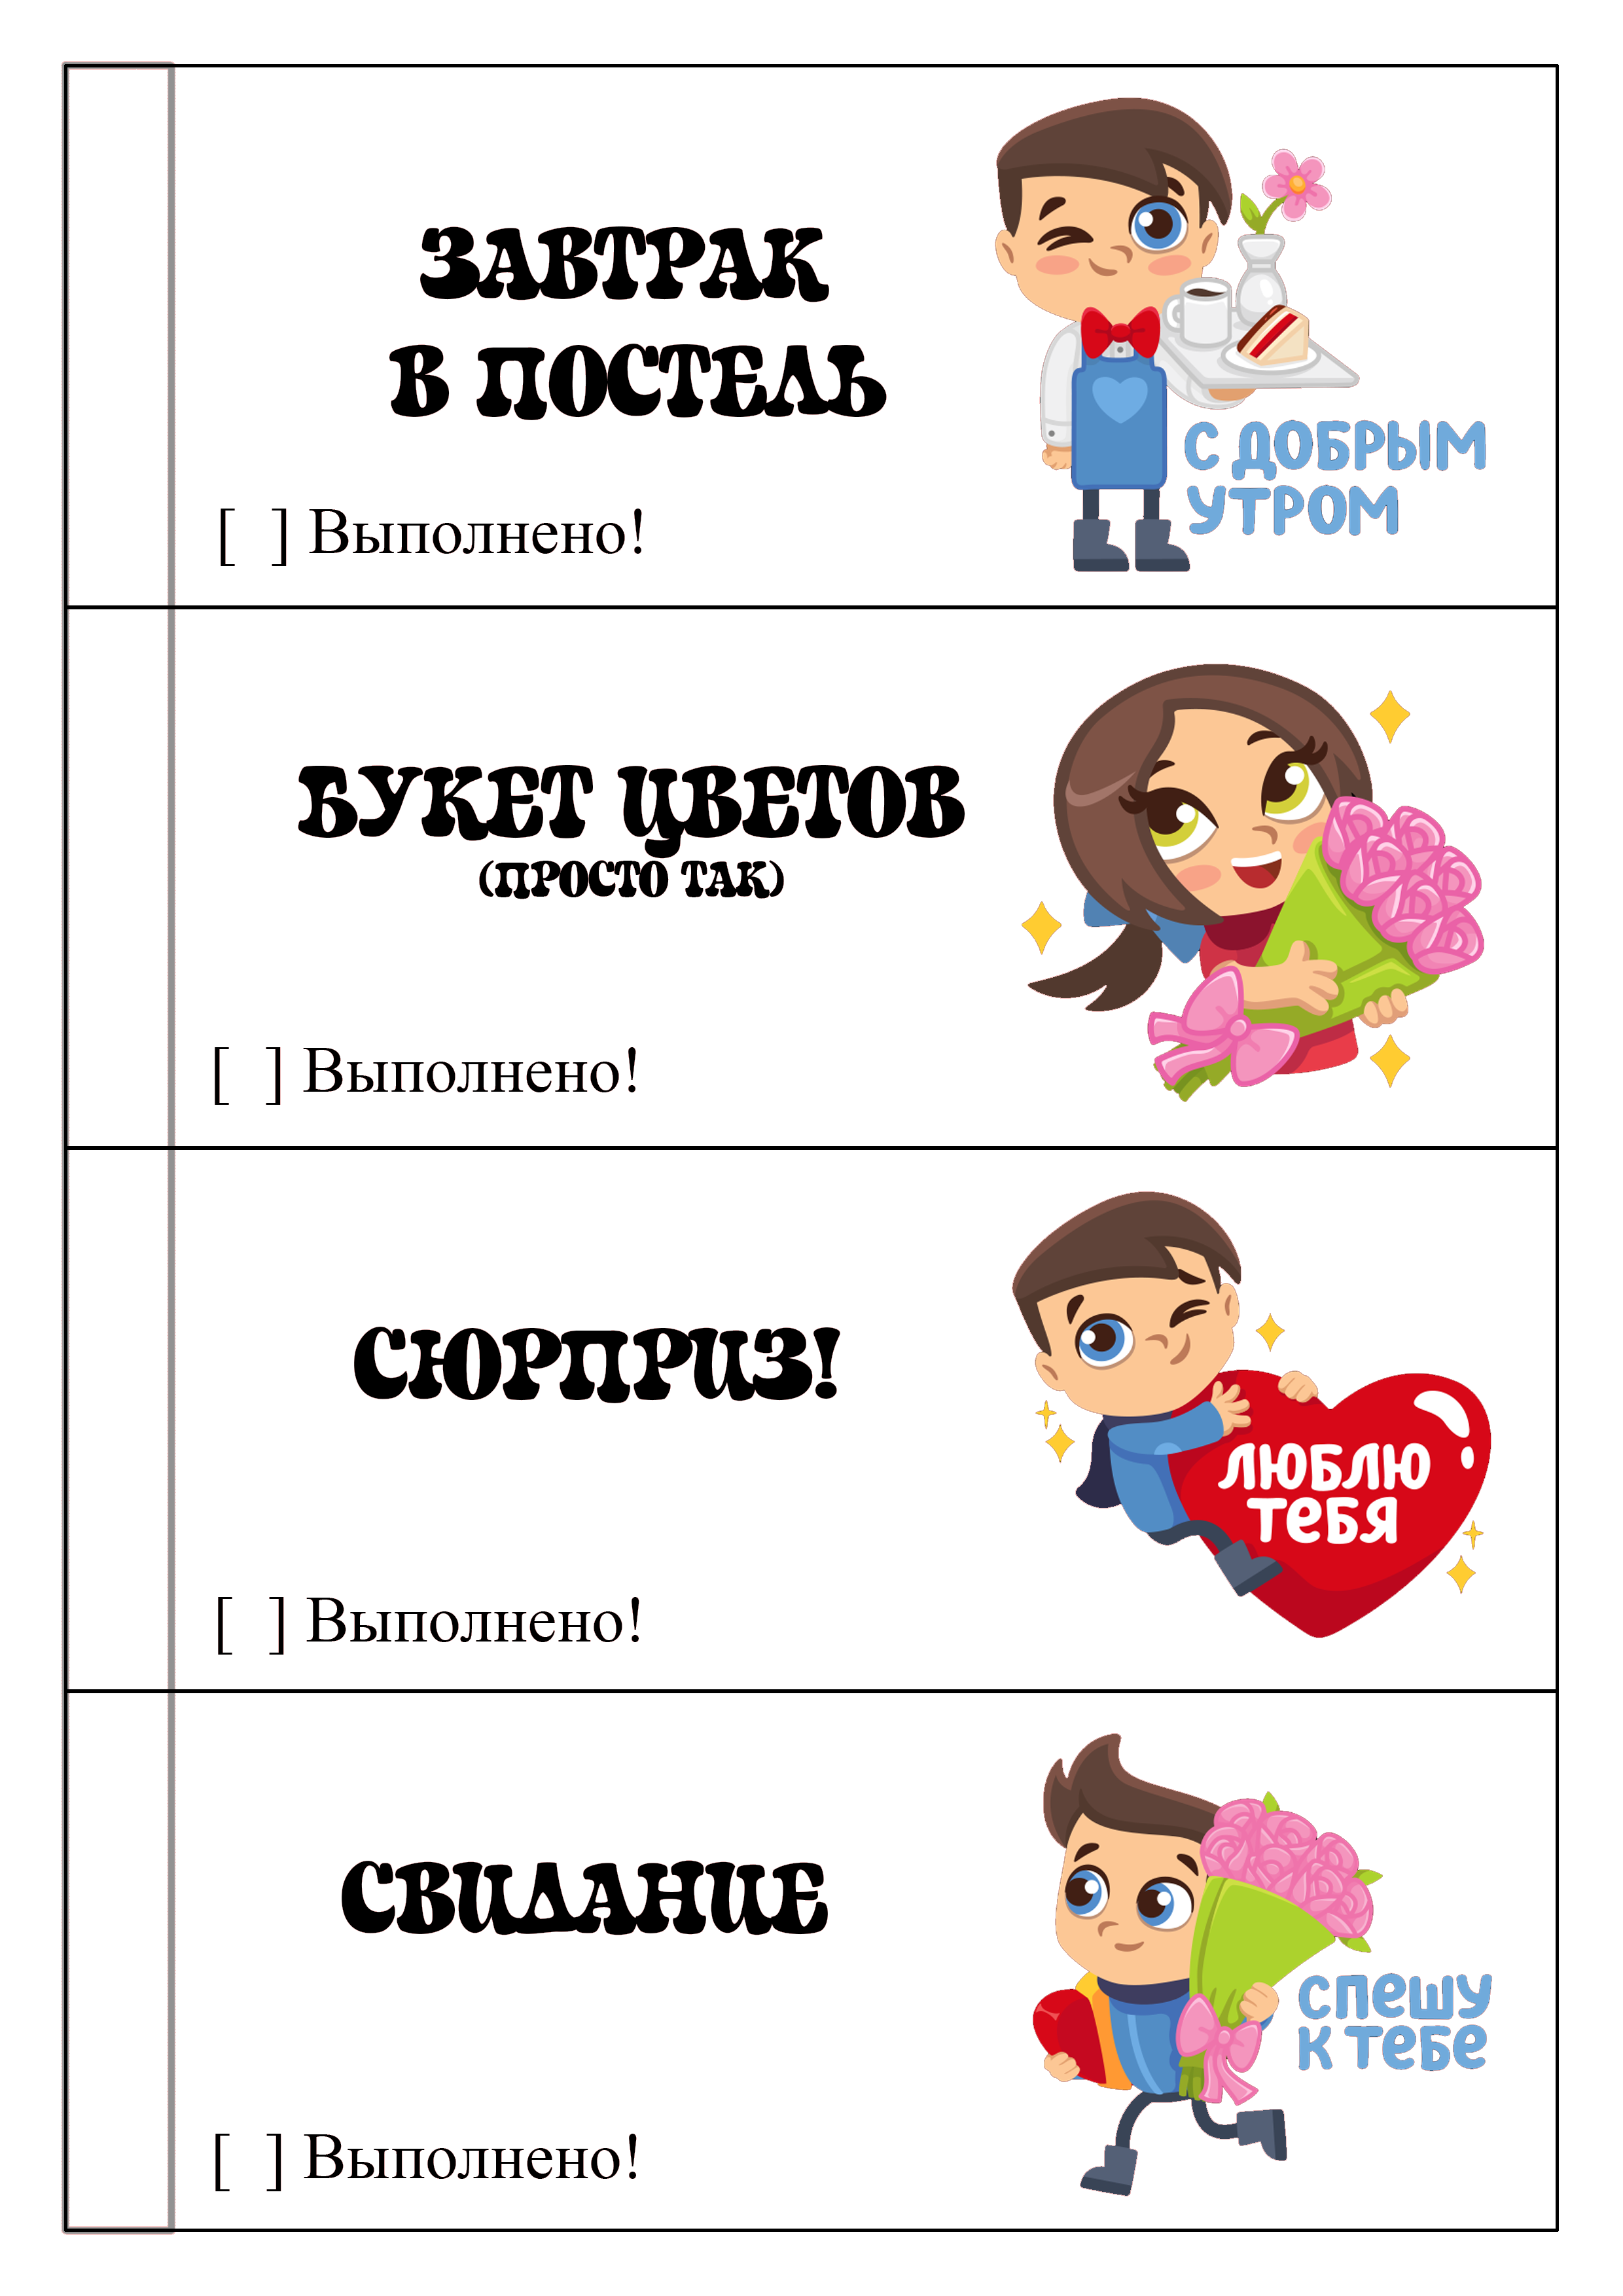 ЗАВТРАК
В ПОСТЕЛЬ
С ДОБРЫМ
УТРОМ
[ ] Выполнено!
БУКЕТ ЦВЕТОВ
(ПРОСТО ТАК)
[ ] Выполнено!
СЮРПРИЗ!
ЛЮБЛЮ
ТЕБЯ
[ ] Выполнено!
СВИДАНИЕ
СПЕШУ
К ТЕБЕ
[ ] Выполнено!